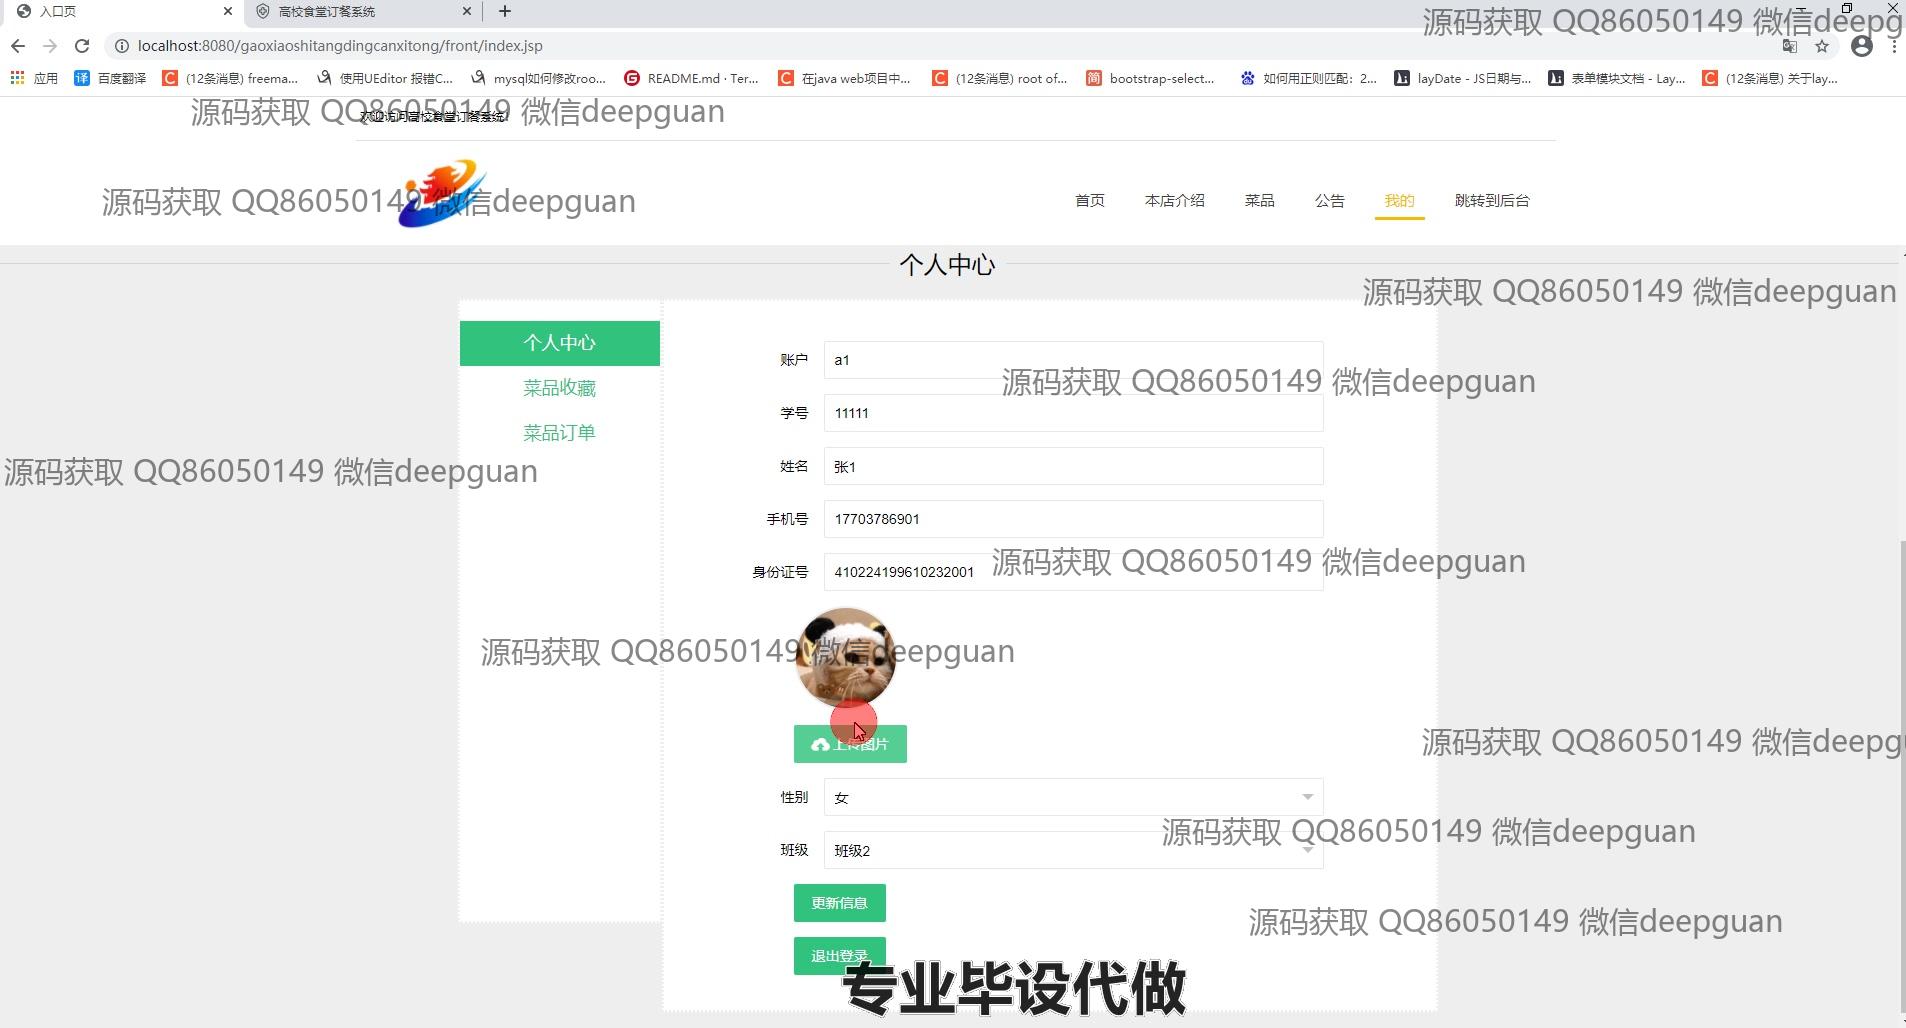 入口页
高校食堂订餐系统
源码获取 QQ86050149 微信deepg
localhost:8080/gaoxiaoshitangdingcanxitong/front/index.jsp
应用
百度翻译
(12条消息) freema...
使用UEditor 报错C...
mysql如何修改roo...
README.md · Ter...
在java web项目中...
(12条消息) root of...
bootstrap-select...
如何用正则匹配：2...
layDate - JS日期与...
表单模块文档 - Lay...
(12条消息) 关于lay...
源码获取 QQ86050149 微信deepguan
欢迎访问高校食堂订餐系统!
源码获取 QQ86050149 微信deepguan
首页
本店介绍
菜品
公告
我的
跳转到后台
个人中心
源码获取 QQ86050149 微信deepguan
个人中心
菜品收藏
菜品订单
账户
a1
源码获取 QQ86050149 微信deepguan
学号
11111
姓名
张1
源码获取 QQ86050149 微信deepguan
手机号
17703786901
身份证号
410224199610232001
源码获取 QQ86050149 微信deepguan
源码获取 QQ86050149 微信deepguan
上传图片
源码获取 QQ86050149 微信deepgu
性别
女
源码获取 QQ86050149 微信deepguan
班级
班级2
更新信息
源码获取 QQ86050149 微信deepguan
退出登录
专业毕设代做